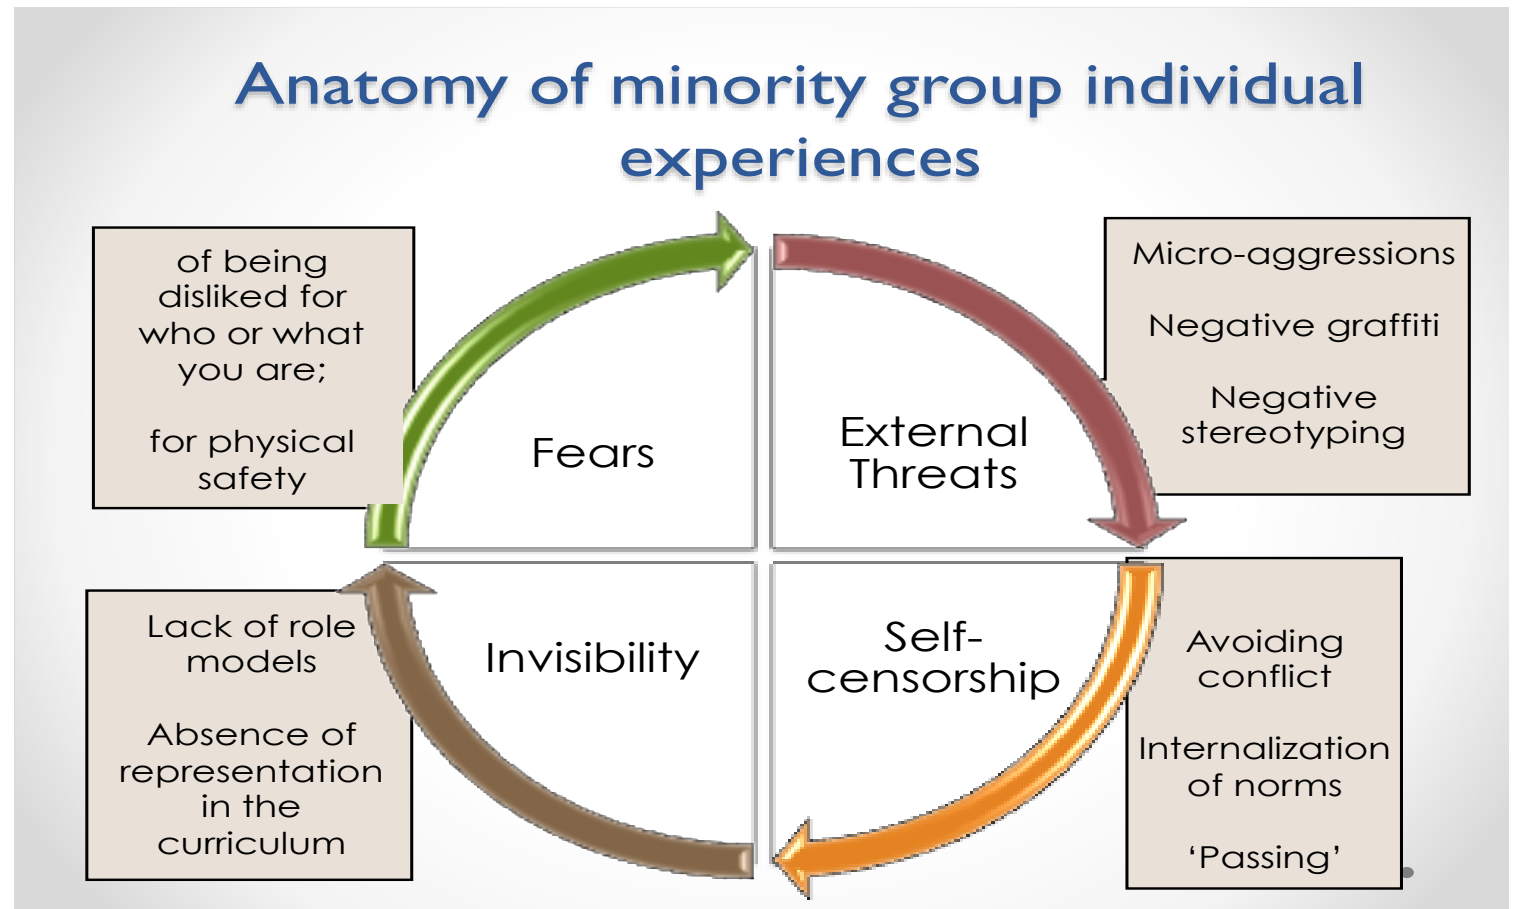 Anatomy of minority group individual
experiences
of being
disliked for
who or what
you are;
for physical
safety
Fears
External
Threats
Micro-aggressions
Negative graffiti
Negative
stereotyping
Lack of role
models
Absence of
representation
in the
curriculum
Invisibility
Self-
censorship
Avoiding
conflict
Internalization
of norms
‘Passing’